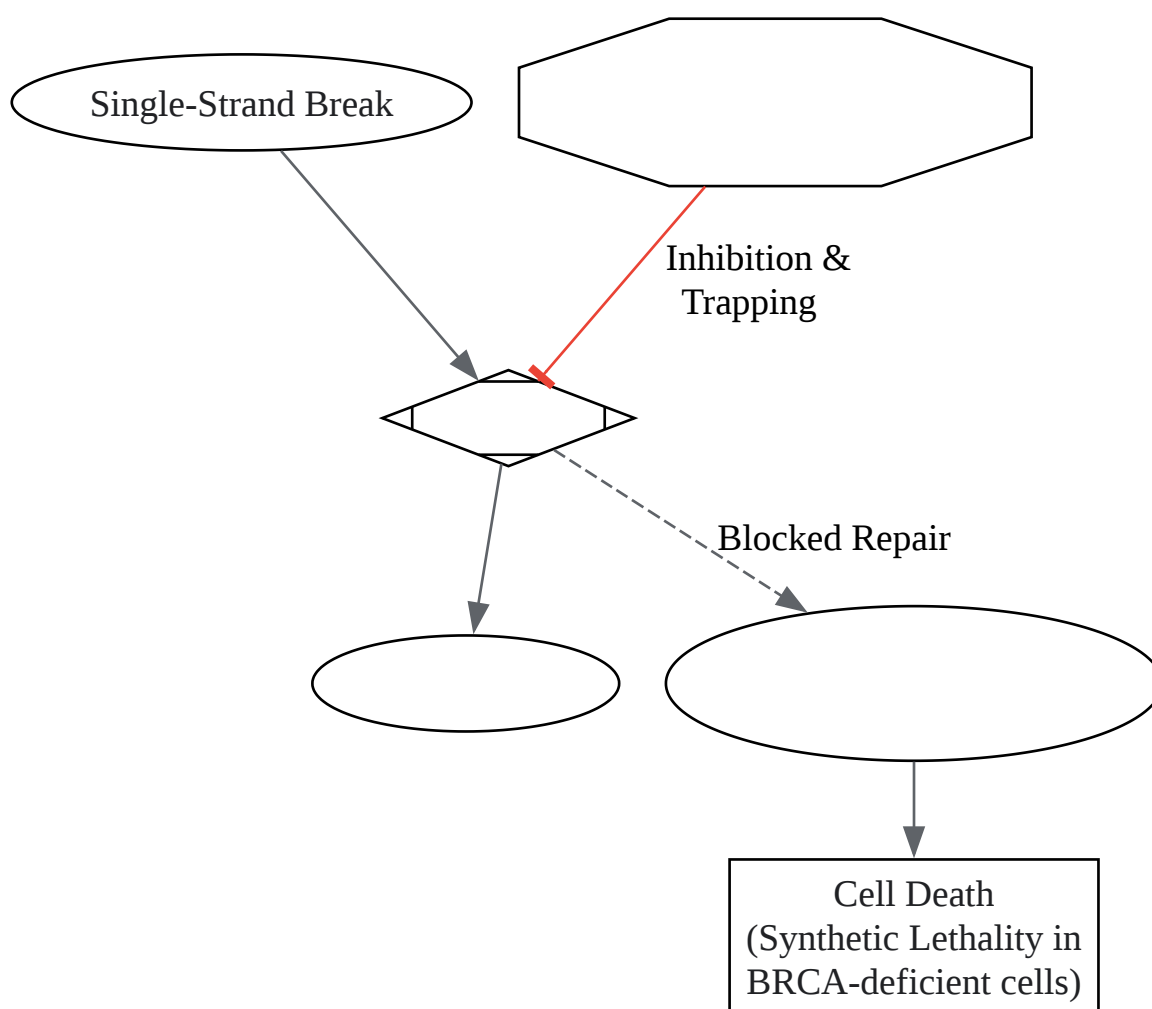 Single-Strand Break
Inhibition &
Trapping
Blocked Repair
Cell Death
(Synthetic Lethality in
BRCA-deficient cells)